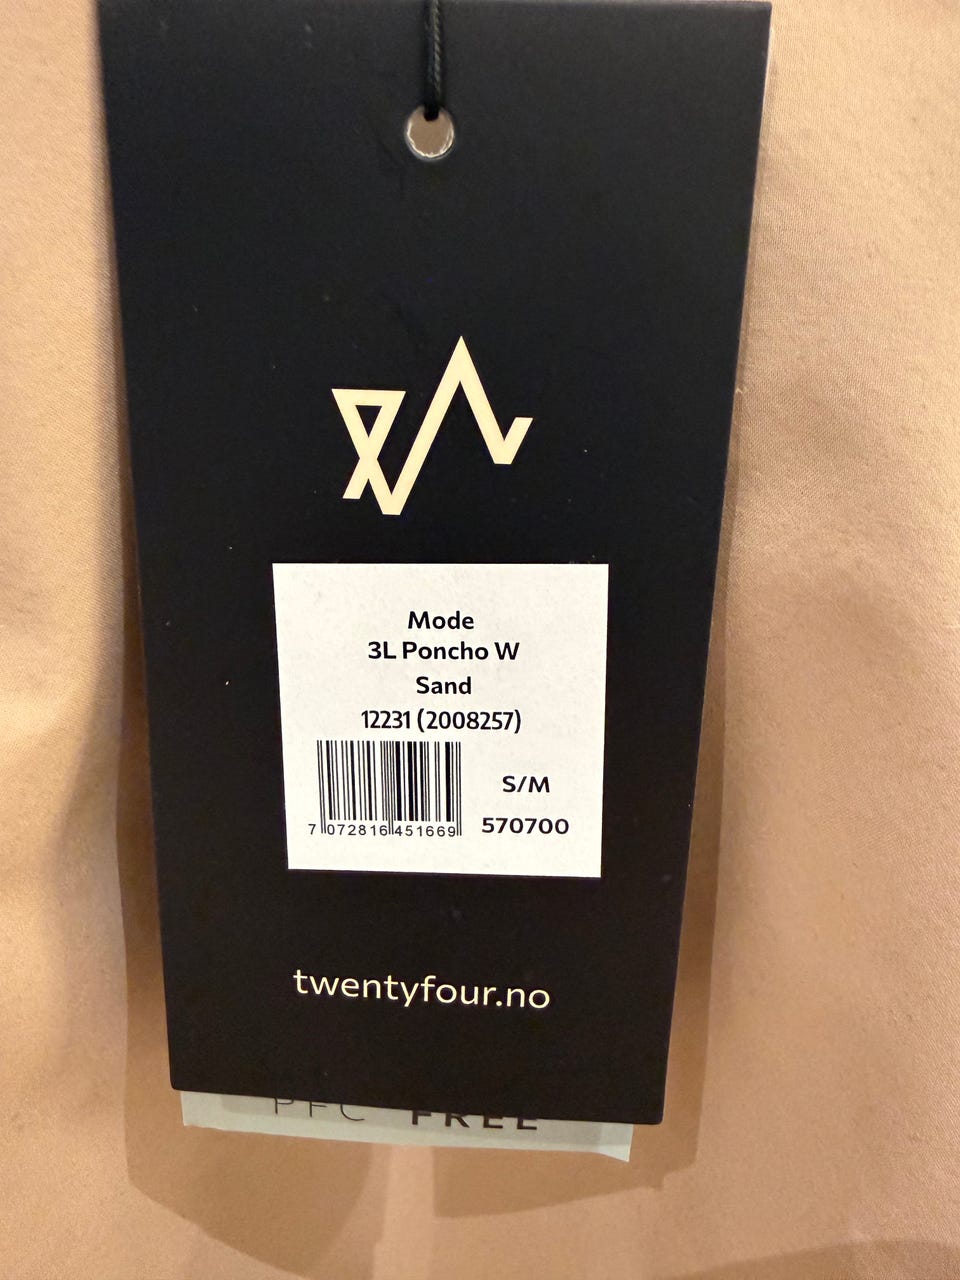 Mode
3L Poncho W
Sand
12231 (2008257)
S/M
7 072816 451669
570700
twentyfour.no
PFC FREE